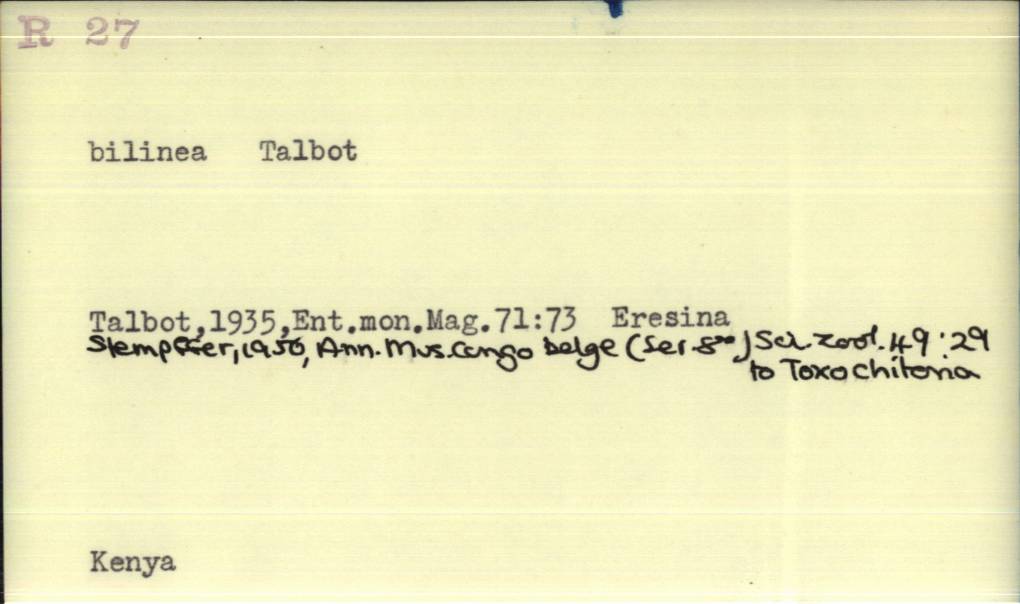 R 27
bilinea Talbot
Talbot,1935,Ent.mon.Mag.71:73 Eresina
Stempffer,1956, Ann. Mus. Congo belge (Ser. 8vo) Sci. Zool. 49:29
to Toxochitona
Kenya